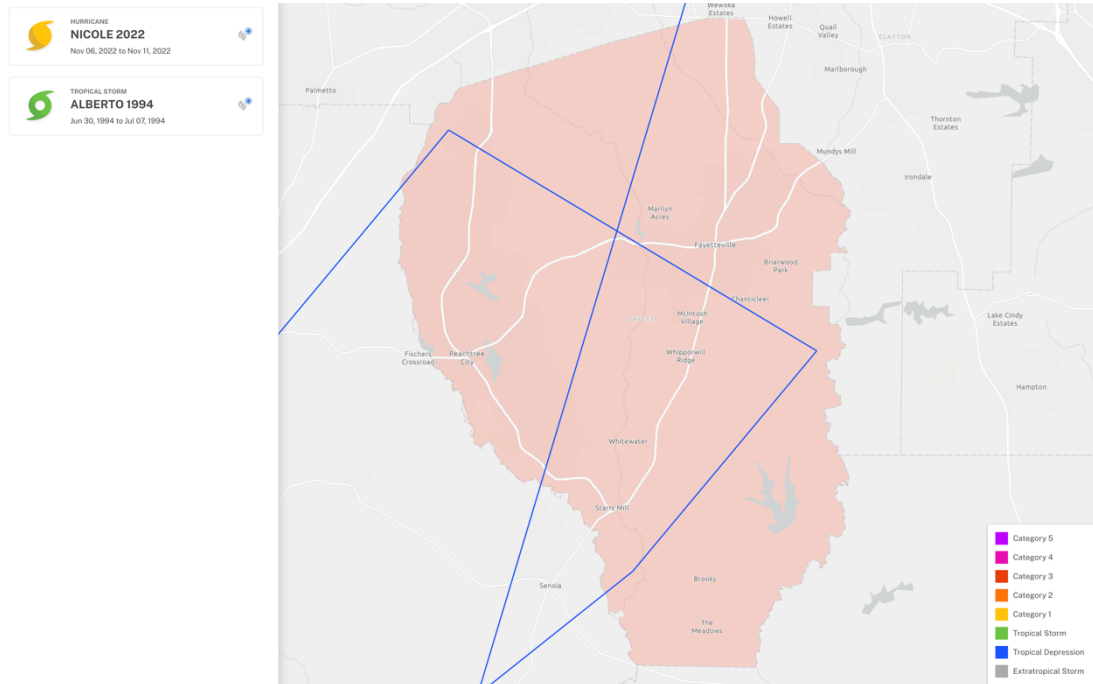 HURRICANE
NICOLE 2022
Nov 06, 2022 to Nov 11, 2022
TROPICAL STORM
ALBERTO 1994
Jun 30, 1994 to Jul 07, 1994
Wewoka
Estates
Howell
Estates
Quail
Valley
CLAYTON
Marlborough
Palmetto
Thornton
Estates
Mundys Mill
Irondale
Marilyn
Acres
Fayetteville
Briarwood
Park
Chanticleer
McIntosh
Village
Lake Cindy
Estates
Fischers
Crossroad
Peachtree
City
Whipporwill
Ridge
Hampton
Whitewater
Starrs Mill
Senoia
Brooks
The
Meadows
Category 5
Category 4
Category 3
Category 2
Category 1
Tropical Storm
Tropical Depression
Extratropical Storm